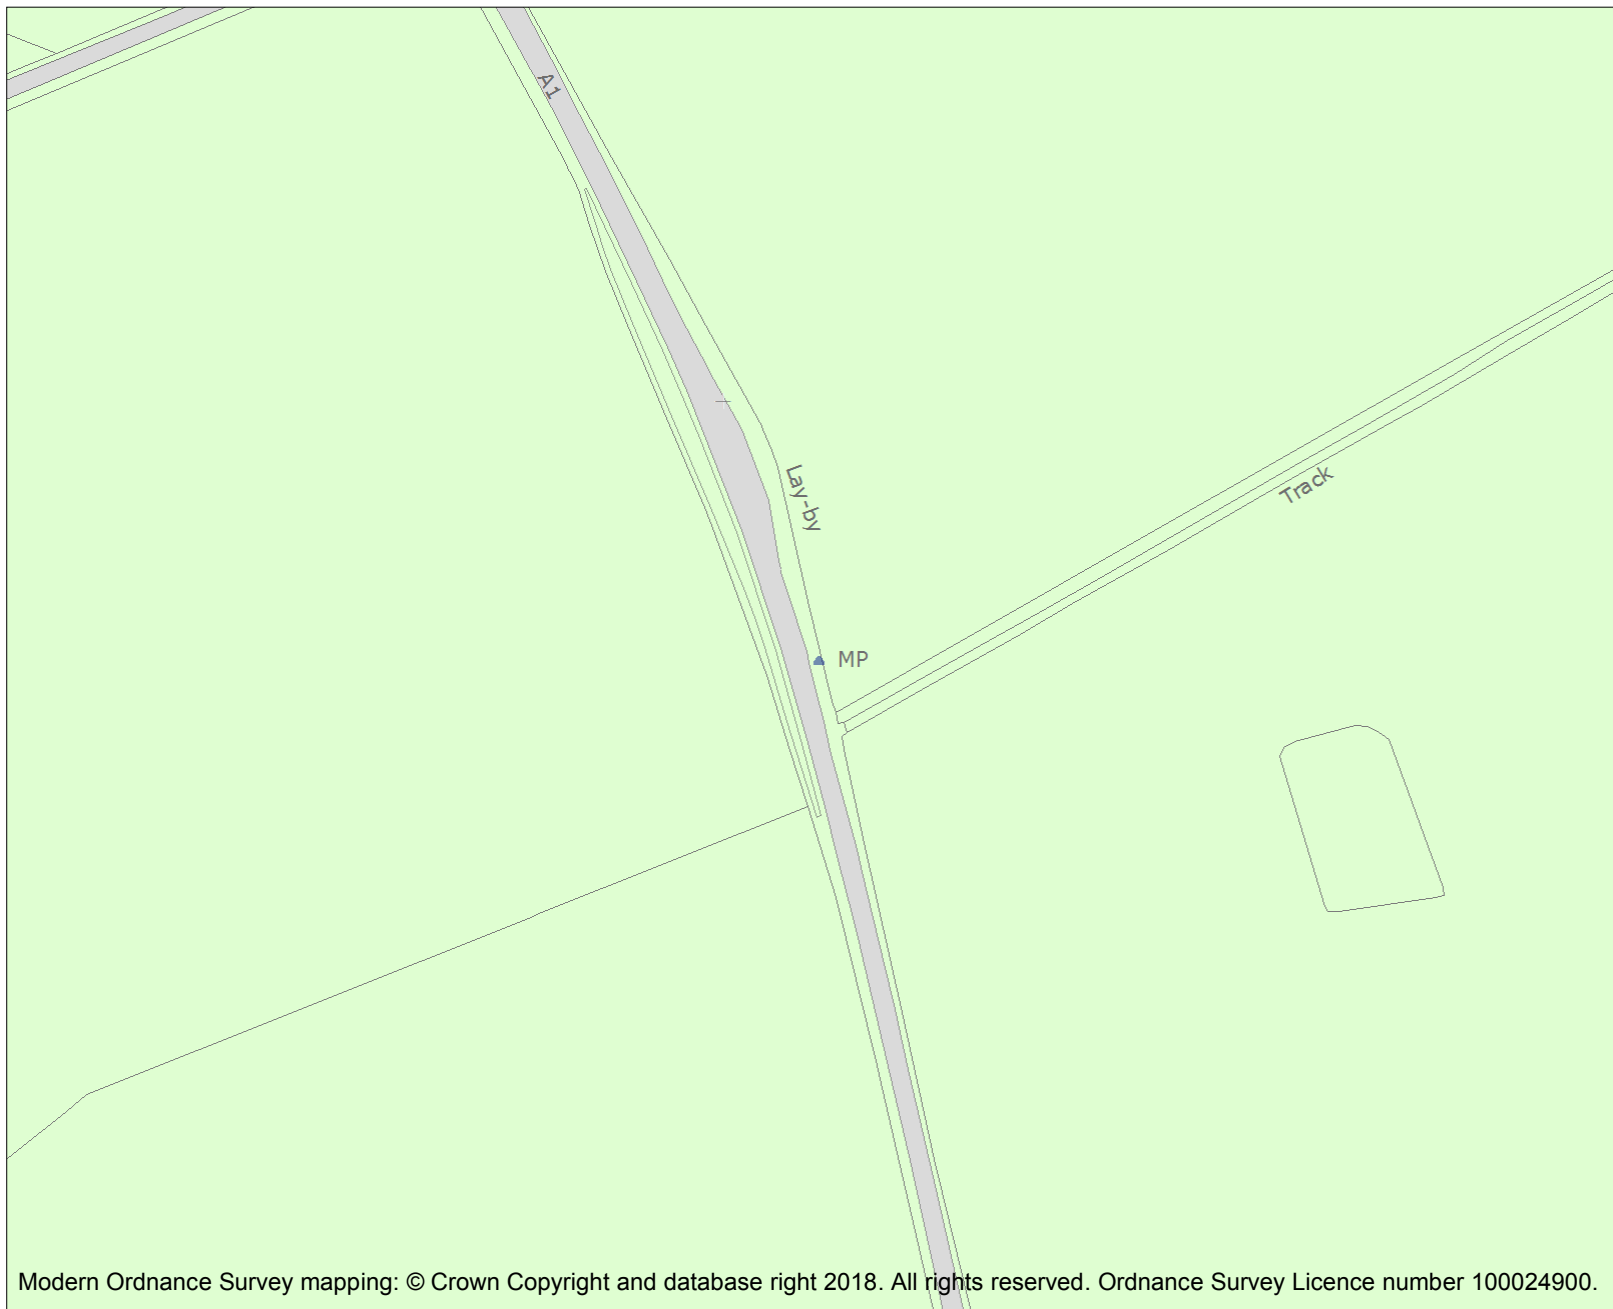 A1
Lay-by
Track
MP
Modern Ordnance Survey mapping: © Crown Copyright and database right 2018. All rights reserved. Ordnance Survey Licence number 100024900.